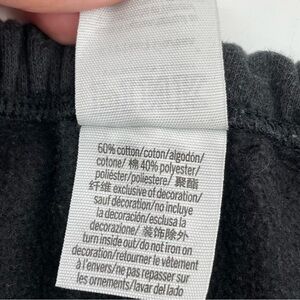 60% cotton/coton/algodón/
cotone/ 棉 40% polyester/
poliéster/poliestere/ 聚酯
纤维 exclusive of decoration/
sauf décoration/no incluye
la decoración/esclusa la
decorazione/ 装饰除外
turn inside out/do not iron on
decoration/retourner le vêtement
à l'envers/ne pas repasser sur
les ornements/lavar del lado